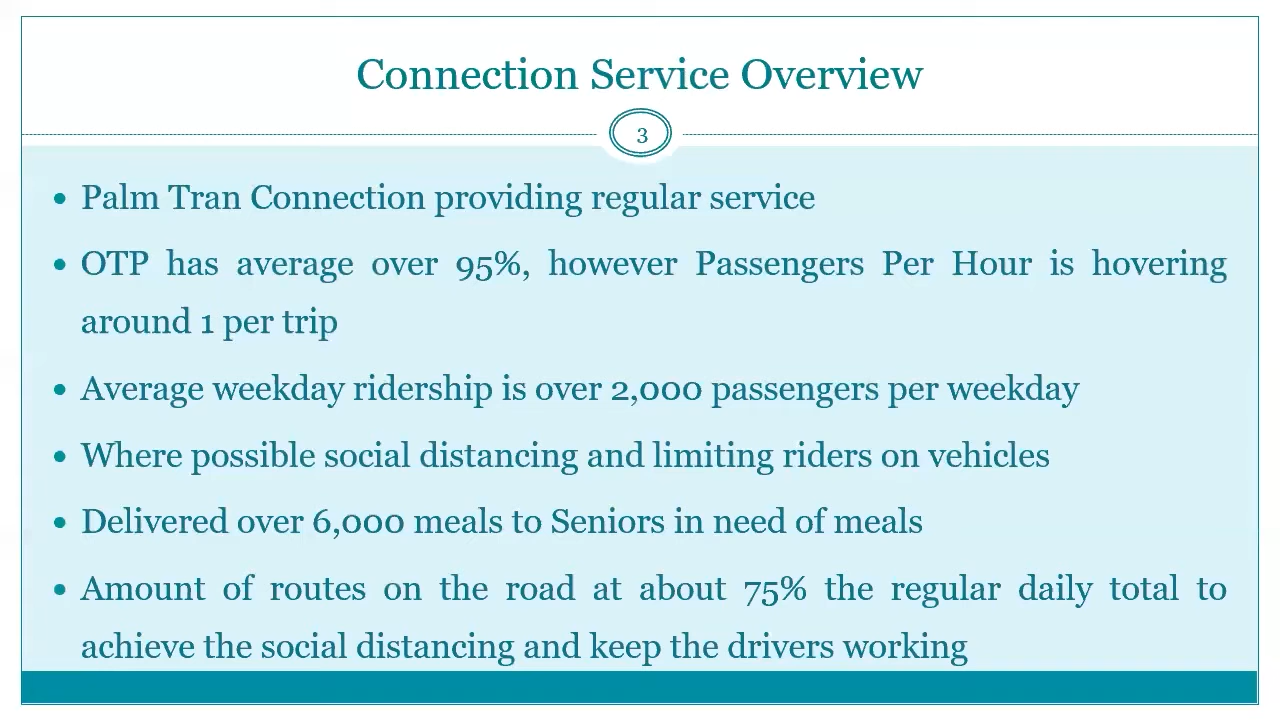 Connection Service Overview
3
• Palm Tran Connection providing regular service
• OTP has average over 95%, however Passengers Per Hour is hovering
around 1 per trip
• Average weekday ridership is over 2,000 passengers per weekday
• Where possible social distancing and limiting riders on vehicles
• Delivered over 6,000 meals to Seniors in need of meals
• Amount of routes on the road at about 75% the regular daily total to
achieve the social distancing and keep the drivers working